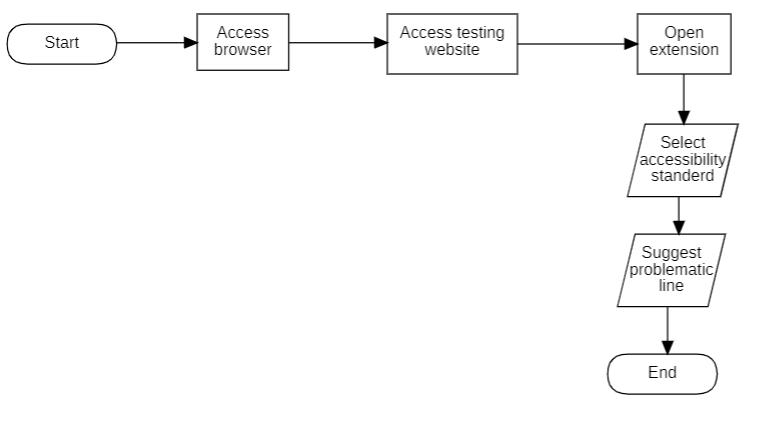 Start
Access
browser
Access testing
website
Open
extension
Select
accessibility
standerd
Suggest
problematic
line
End